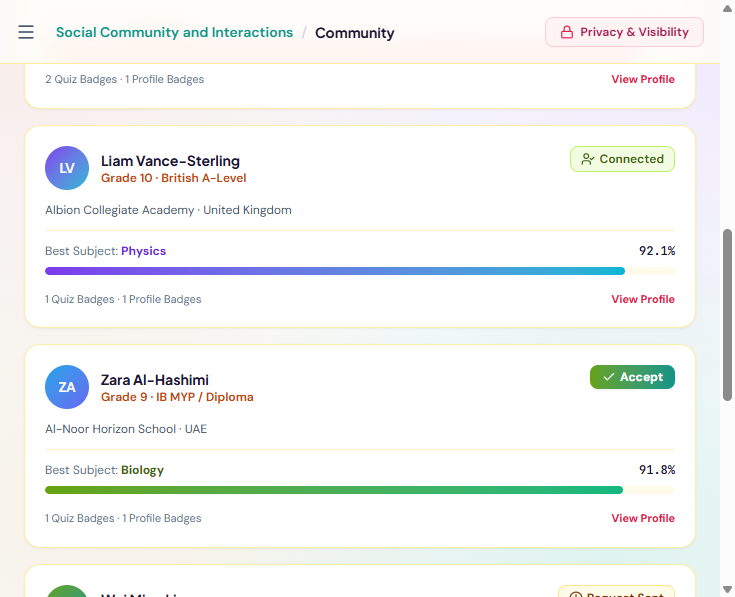 Social Community and Interactions / Community
Privacy & Visibility
2 Quiz Badges · 1 Profile Badges
View Profile
LV
Liam Vance-Sterling
Grade 10 · British A-Level
Connected
Albion Collegiate Academy · United Kingdom
Best Subject: Physics
92.1%
1 Quiz Badges · 1 Profile Badges
View Profile
ZA
Zara Al-Hashimi
Grade 9 · IB MYP / Diploma
Accept
Al-Noor Horizon School · UAE
Best Subject: Biology
91.8%
1 Quiz Badges · 1 Profile Badges
View Profile
Request Sent